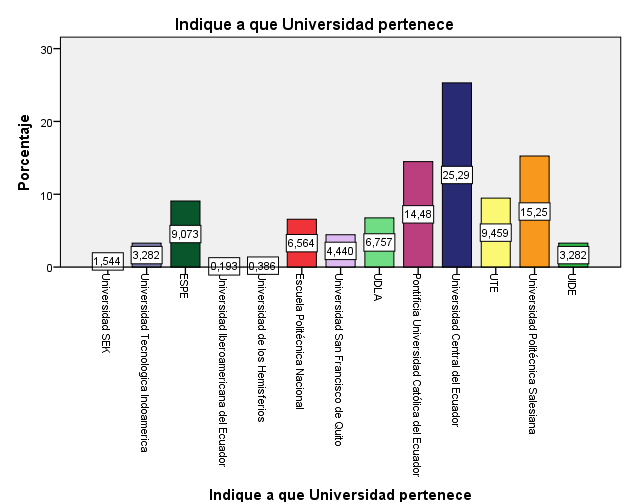 Indique a que Universidad pertenece
Porcentaje
30
20
10
0
1,544
3,282
9,073
0,193
0,386
6,564
4,440
6,757
14,48
25,29
9,459
15,25
3,282
Universidad SEK
Universidad Tecnologica Indoamerica
ESPE
Universidad Iberoamericana del Ecuador
Universidad de los Hemisferios
Escuela Politécnica Nacional
Universidad San Francisco de Quito
UDLA
Pontificia Universidad Católica del Ecuador
Universidad Central del Ecuador
UTE
Universidad Politécnica Salesiana
UIDE
Indique a que Universidad pertenece